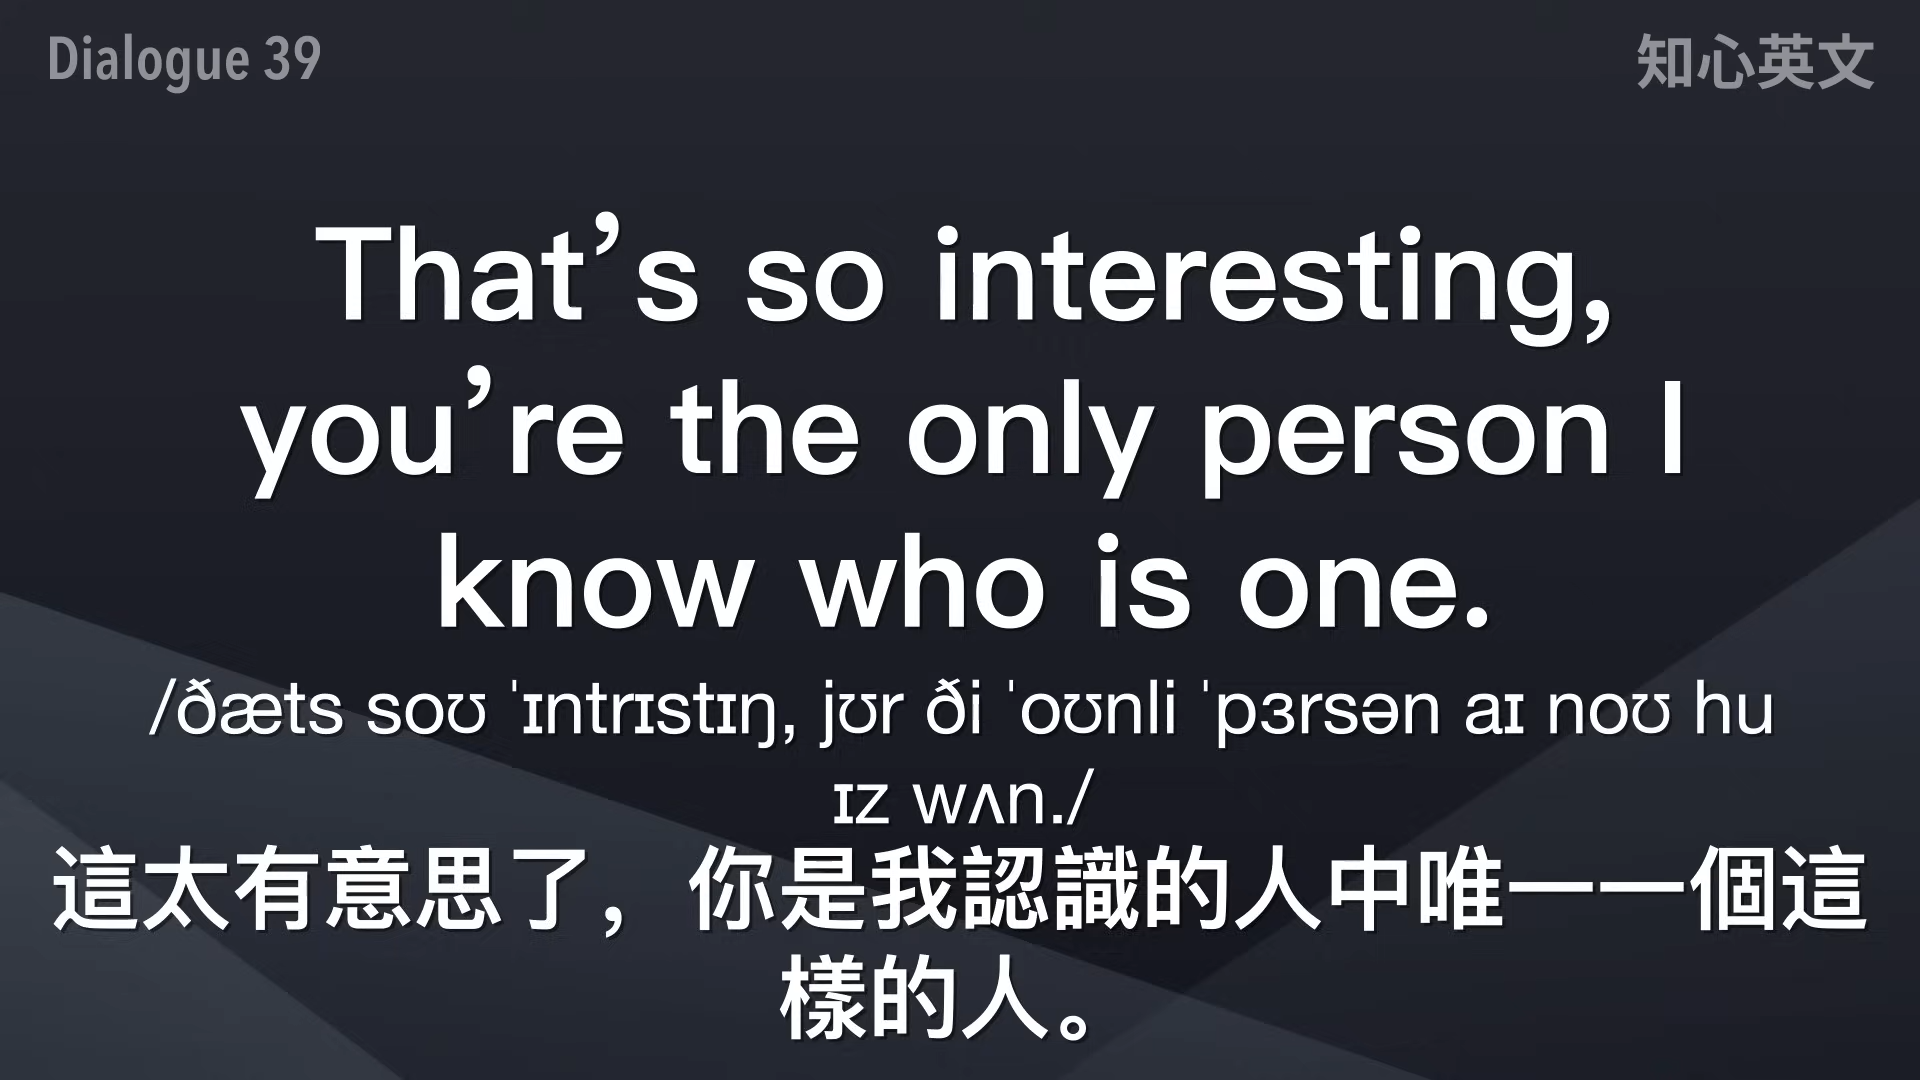 Dialogue 39
知心英文
That’s so interesting,
you’re the only person I
know who is one.
/ðæts soʊ ˈɪntrɪstɪŋ, jʊr ði ˈoʊnli ˈpɜrsən aɪ noʊ hu
ɪz wʌn./
這太有意思了，你是我認識的人中唯一一個這
樣的人。